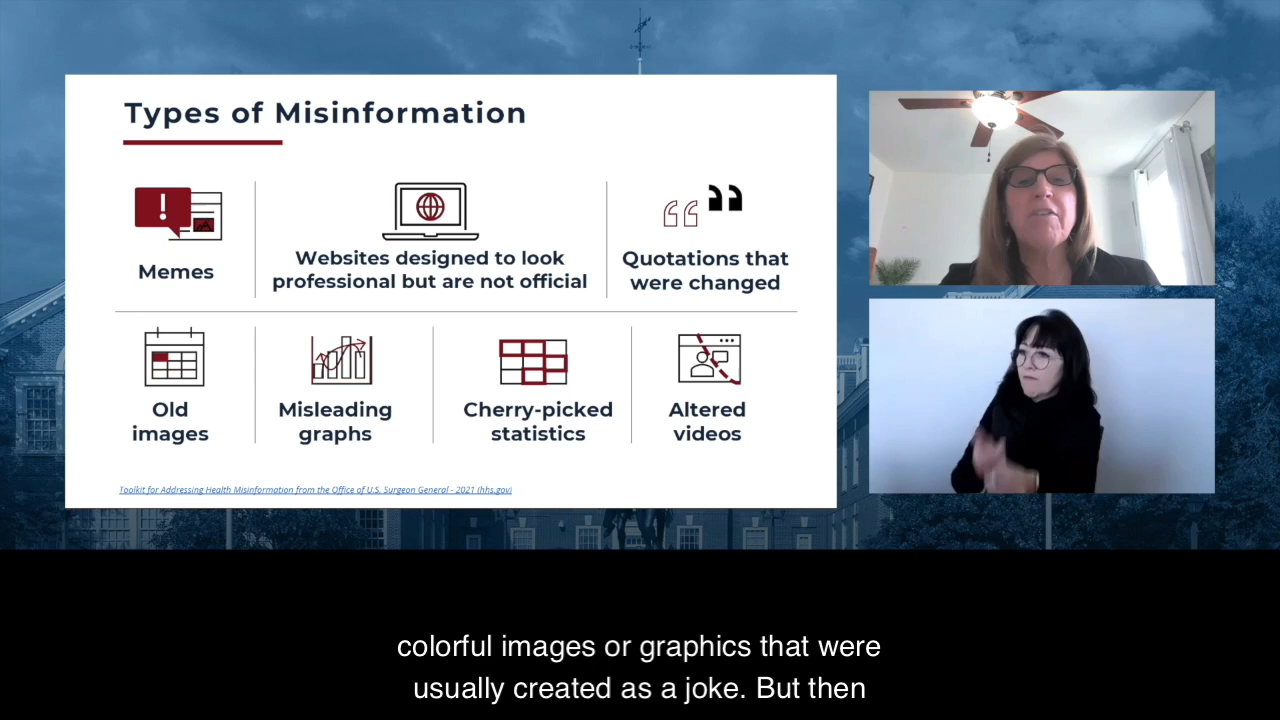 Types of Misinformation
Memes
Websites designed to look
professional but are not official
Quotations that
were changed
Old
images
Misleading
graphs
Cherry-picked
statistics
Altered
videos
Toolkit for Addressing Health Misinformation from the Office of U.S. Surgeon General - 2021 (hhs.gov)
colorful images or graphics that were
usually created as a joke. But then